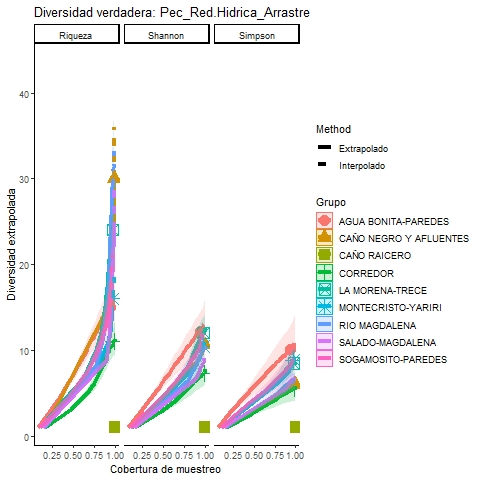 Diversidad verdadera: Pec_Red.Hidrica_Arrastre
Riqueza
Shannon
Simpson
Diversidad extrapolada
40
30
20
10
0
0.25 0.50 0.75 1.00
0.25 0.50 0.75 1.00
0.25 0.50 0.75 1.00
Cobertura de muestreo
Method
Extrapolado
Interpolado
Grupo
AGUA BONITA-PAREDES
CAÑO NEGRO Y AFLUENTES
CAÑO RAICERO
CORREDOR
LA MORENA-TRECE
MONTECRISTO-YARIRI
RIO MAGDALENA
SALADO-MAGDALENA
SOGAMOSITO-PAREDES